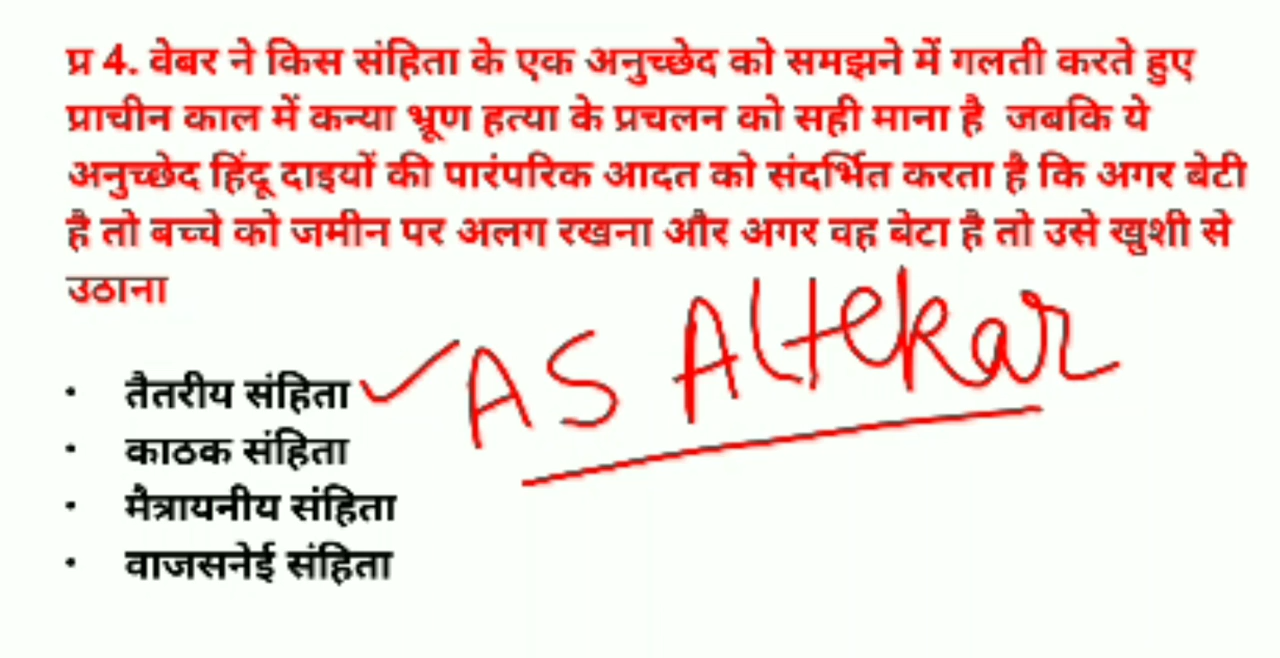 प्र 4. वेबर ने किस संहिता के एक अनुच्छेद को समझने में गलती करते हुए
प्राचीन काल में कन्या भ्रूण हत्या के प्रचलन को सही माना है जबकि ये
अनुच्छेद हिंदू दाइयों की पारंपरिक आदत को संदर्भित करता है कि अगर बेटी
है तो बच्चे को जमीन पर अलग रखना और अगर वह बेटा है तो उसे खुशी से
उठाना
AS Altekar
• तैतरीय संहिता
• काठक संहिता
• मैत्रायनीय संहिता
• वाजसनेई संहिता